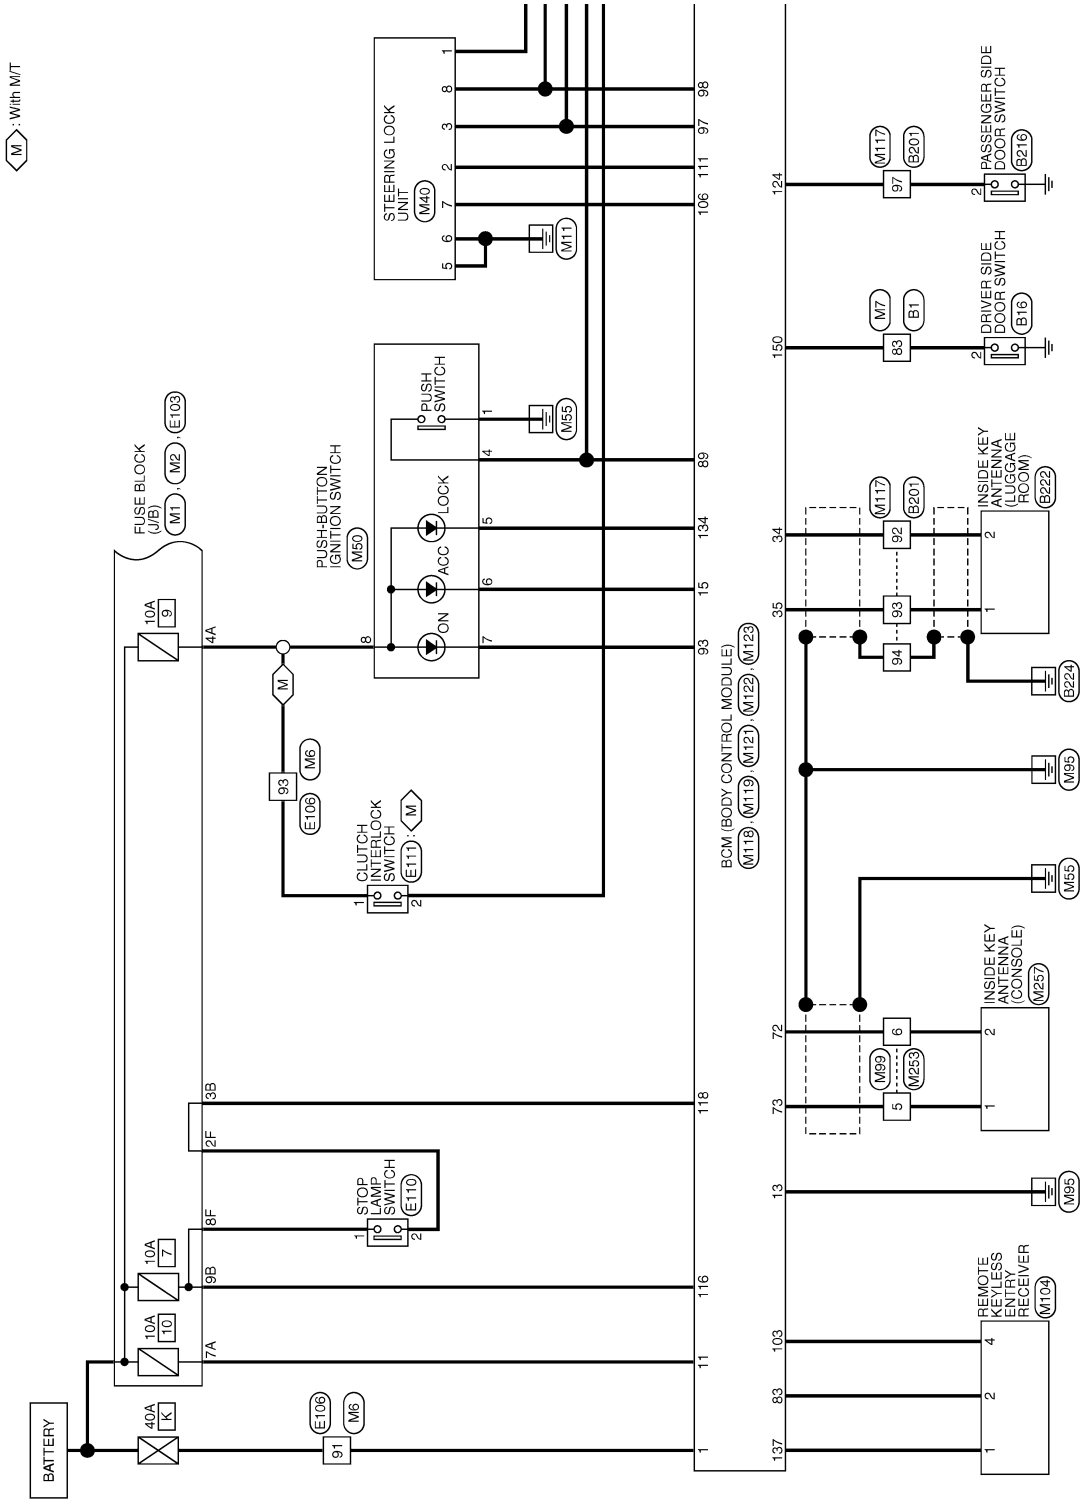 M : With M/T
BATTERY
40A
K
10A
10
10A
7
10A
9
FUSE BLOCK
(J/B)
M1 , M2 , E103
7A
9B
8F
2F
3B
4A
E106
M6
91
STOP
LAMP
SWITCH
E110
1
2
M
93
E106
M6
CLUTCH
INTERLOCK
SWITCH
E111 : M
1
2
PUSH-BUTTON
IGNITION SWITCH
M50
8
ON
ACC
LOCK
PUSH
SWITCH
7
6
5
4
1
M55
STEERING LOCK
UNIT
M40
5
6
7
2
3
8
1
M11
1
11
116
118
93
15
134
89
106
111
97
98
BCM (BODY CONTROL MODULE)
M118 , M119 , M121 , M122 , M123
137
83
103
13
73
72
35
34
150
124
REMOTE
KEYLESS
ENTRY
RECEIVER
M104
1
2
4
M95
M99
M253
5
6
INSIDE KEY
ANTENNA
(CONSOLE)
M257
1
2
M55
M95
B224
94
93
92
M117
B201
INSIDE KEY
ANTENNA
(LUGGAGE
ROOM)
B222
1
2
83
M7
B1
DRIVER SIDE
DOOR SWITCH
B16
2
97
M117
B201
PASSENGER SIDE
DOOR SWITCH
B216
2